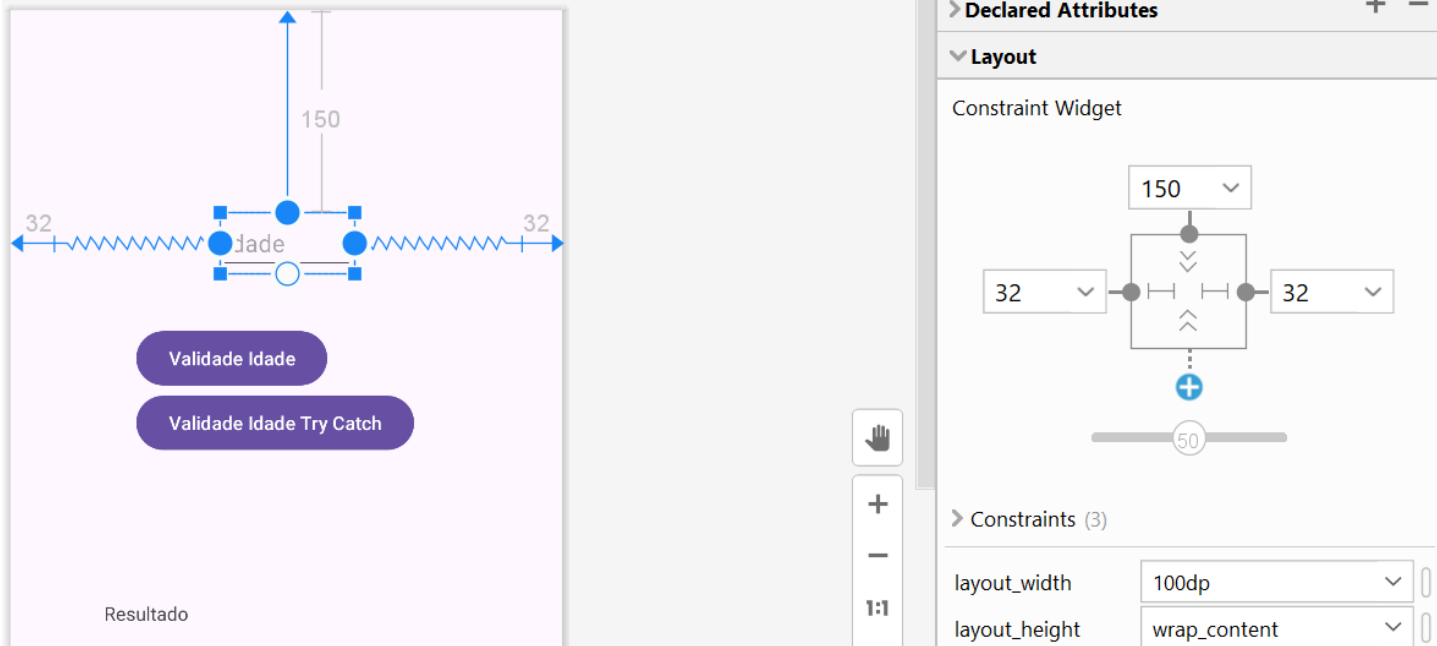 150
32
32
Idade
Validade Idade
Validade Idade Try Catch
Resultado
1:1
Declared Attributes
Layout
Constraint Widget
150
32
32
50
Constraints (3)
layout_width
100dp
layout_height
wrap_content